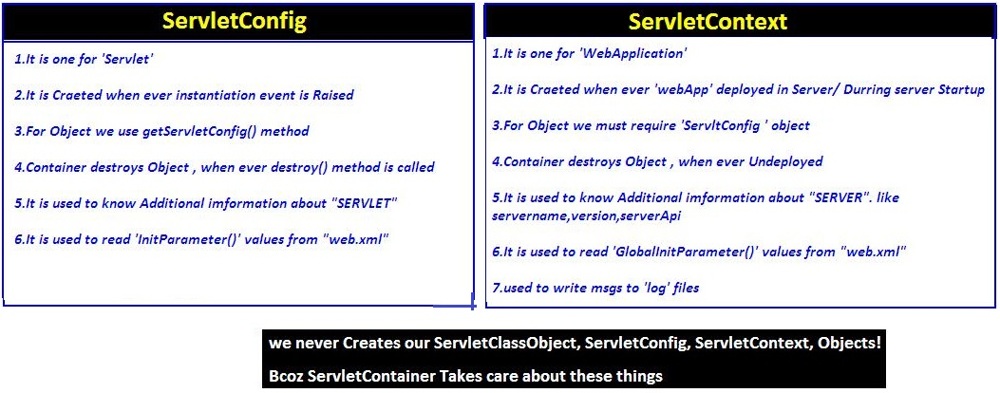 ServletConfig
1.It is one for 'Servlet'
2.It is Craeted when ever instantiation event is Raised
3.For Object we use getServletConfig() method
4.Container destroys Object , when ever destroy() method is called
5.It is used to know Additional imformation about "SERVLET"
6.It is used to read 'InitParameter()' values from "web.xml"
ServletContext
1.It is one for 'WebApplication'
2.It is Craeted when ever 'webApp' deployed in Server/ Durring server Startup
3.For Object we must require 'ServltConfig ' object
4.Container destroys Object , when ever Undeployed
5.It is used to know Additional imformation about "SERVER". like
servername,version,serverApi
6.It is used to read 'GlobalInitParameter()' values from "web.xml"
7.used to write msgs to 'log' files
we never Creates our ServletClassObject, ServletConfig, ServletContext, Objects!
Bcoz ServletContainer Takes care about these things